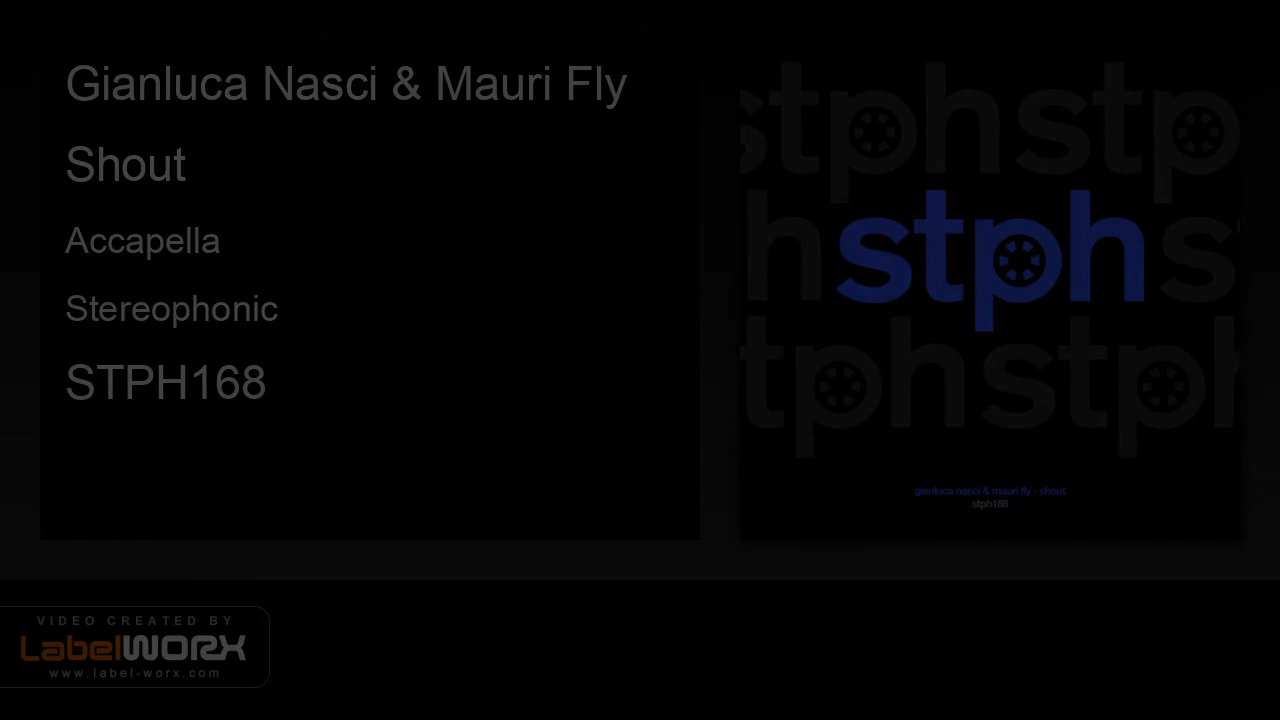 Gianluca Nasci & Mauri Fly
Shout
Accapella
Stereophonic
STPH168
stphstp
hstphs
tphstph
gianluca nasci & mauri fly - shout
stph168
VIDEO CREATED BY
LabelWORX
www.label-worx.com